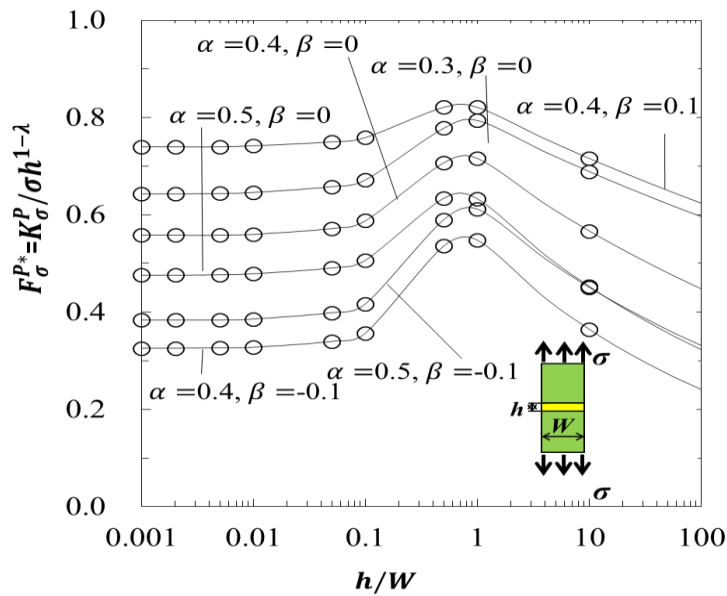 1.0
0.8
0.6
0.4
0.2
0.0
F_σ^{P*}=K_σ^P/σh^{1-λ}
α=0.4, β=0
α=0.3, β=0
α=0.4, β=0.1
α=0.5, β=0
α=0.5, β=-0.1
α=0.4, β=-0.1
σ
h
W
σ
0.001 0.01 0.1 1 10 100
h/W